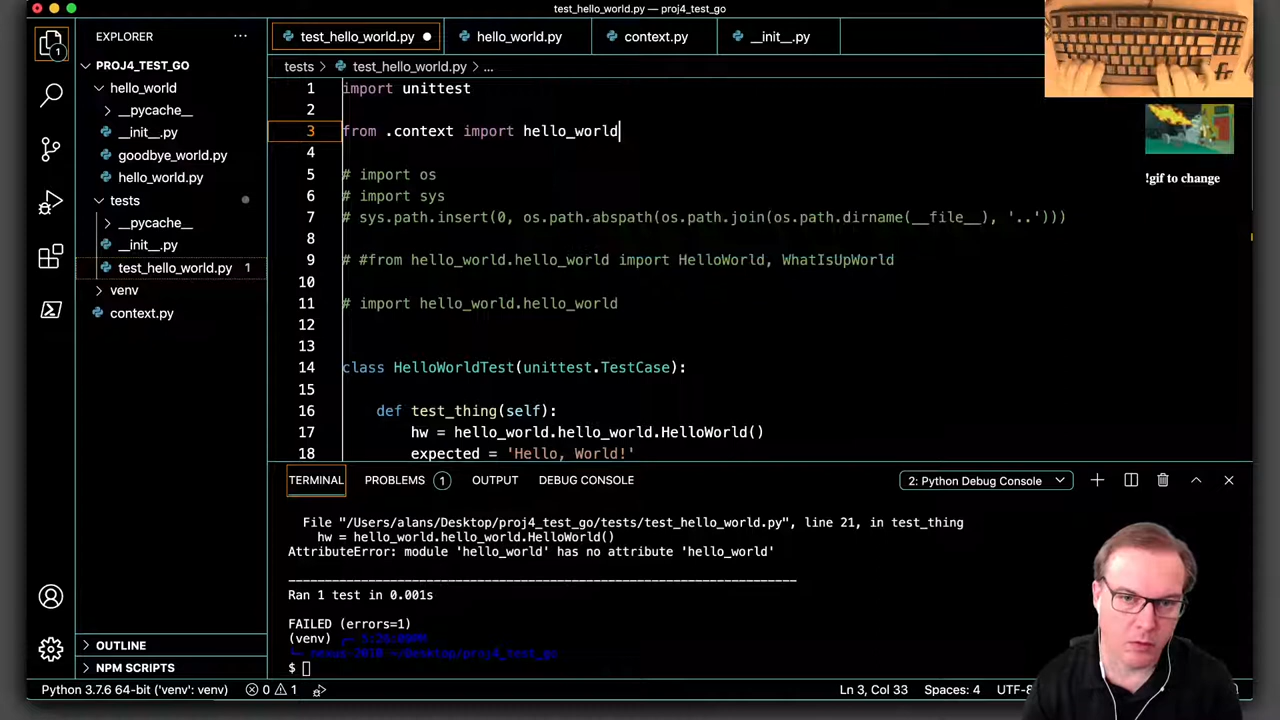 test_hello_world.py — proj4_test_go
EXPLORER
test_hello_world.py
hello_world.py
context.py
__init__.py
1
PROJ4_TEST_GO
tests
test_hello_world.py
...
hello_world
__pycache__
__init__.py
goodbye_world.py
hello_world.py
tests
__pycache__
__init__.py
test_hello_world.py 1
venv
context.py
OUTLINE
NPM SCRIPTS
1 import unittest
2
3 from .context import hello_world
4
5 # import os
6 # import sys
7 # sys.path.insert(0, os.path.abspath(os.path.join(os.path.dirname(__file__), '..')))
8
9 # #from hello_world.hello_world import HelloWorld, WhatIsUpWorld
10
11 # import hello_world.hello_world
12
13
14 class HelloWorldTest(unittest.TestCase):
15
16 def test_thing(self):
17 hw = hello_world.hello_world.HelloWorld()
18 expected = 'Hello, World!'
!gif to change
TERMINAL PROBLEMS 1 OUTPUT DEBUG CONSOLE 2: Python Debug Console
File "/Users/alans/Desktop/proj4_test_go/tests/test_hello_world.py", line 21, in test_thing
hw = hello_world.hello_world.HelloWorld()
AttributeError: module 'hello_world' has no attribute 'hello_world'
----------------------------------------------------------------------
Ran 1 test in 0.001s
FAILED (errors=1)
(venv)
~/Desktop/proj4_test_go
$
Python 3.7.6 64-bit ('venv': venv) 0 1 Ln 3, Col 33 Spaces: 4 UTF-8